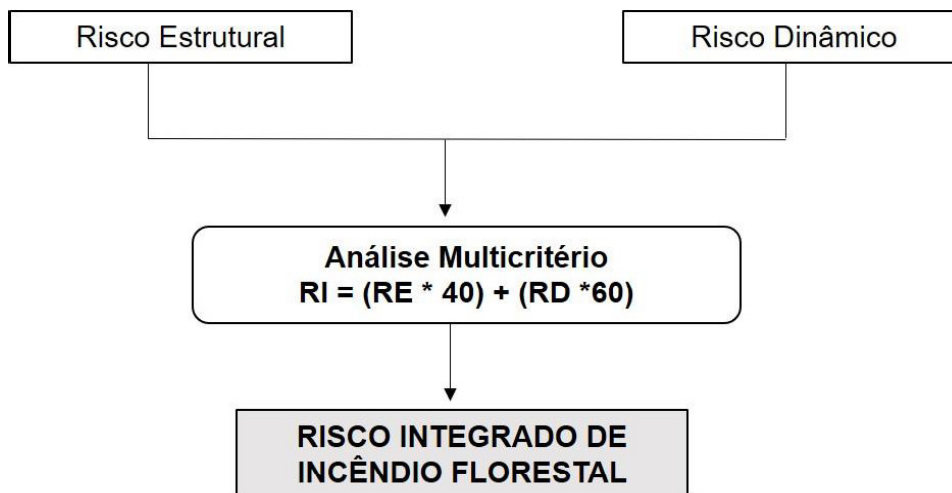 Risco Estrutural
Risco Dinâmico
Análise Multicritério
RI = (RE * 40) + (RD *60)
RISCO INTEGRADO DE
INCÊNDIO FLORESTAL